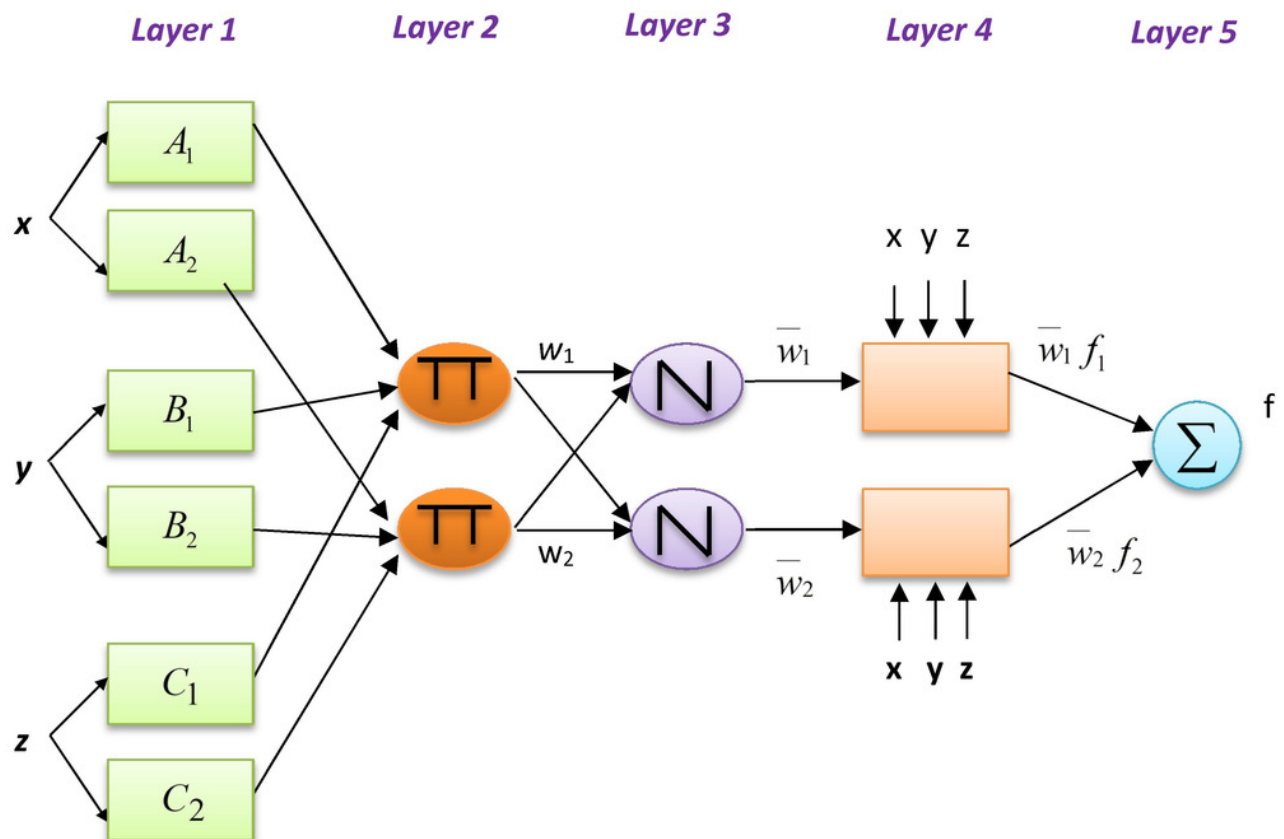 Layer 1 Layer 2 Layer 3 Layer 4 Layer 5
A₁
x
A₂
x y z
w₁ w̅₁ w̅₁ f₁
Π N
B₁
f
y
Σ
B₂
Π N
w₂ w̅₂ w̅₂ f₂
x y z
C₁
z
C₂